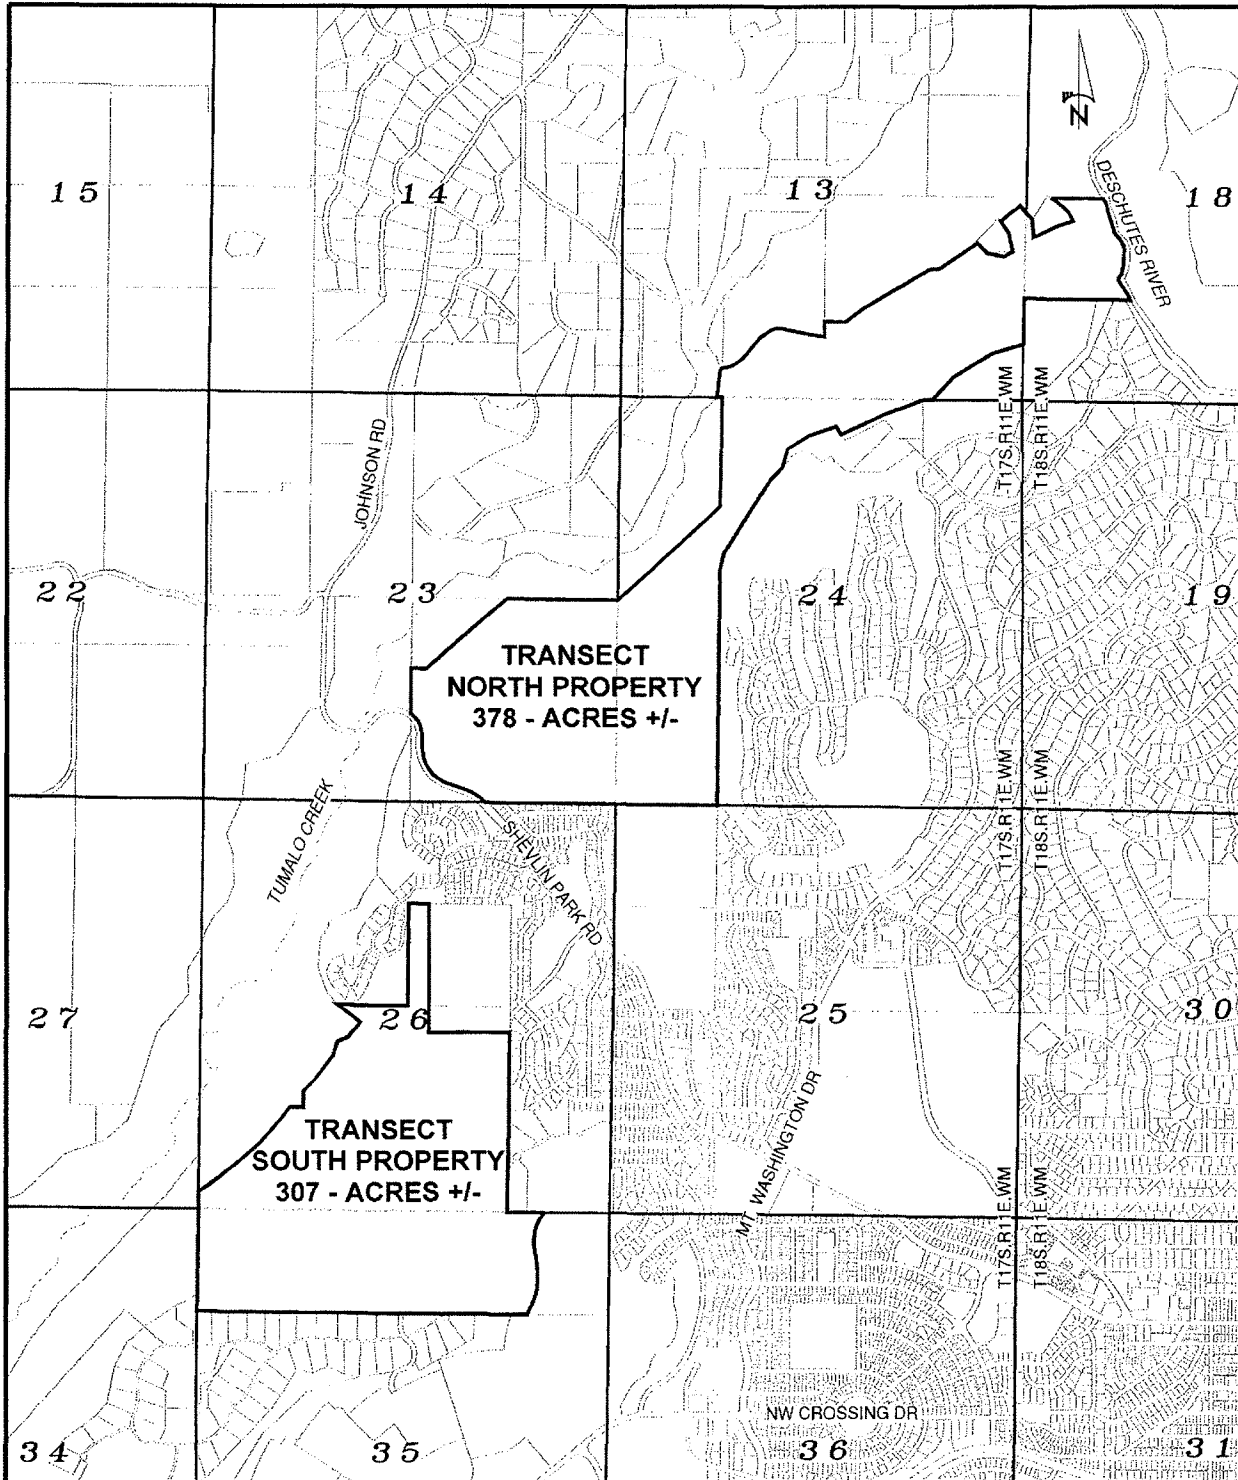 15
14
13
18
N
DESCHUTES RIVER
T17S.R11E.WM
T18S.R11E.WM
JOHNSON RD
22
23
24
19
TRANSECT
NORTH PROPERTY
378 - ACRES +/-
T17S.R11E.WM
T18S.R11E.WM
TUMALO CREEK
SHEVLIN PARK RD
27
26
25
30
TRANSECT
SOUTH PROPERTY
307 - ACRES +/-
MT. WASHINGTON DR
T17S.R11E.WM
T18S.R11E.WM
NW CROSSING DR
34
35
36
31